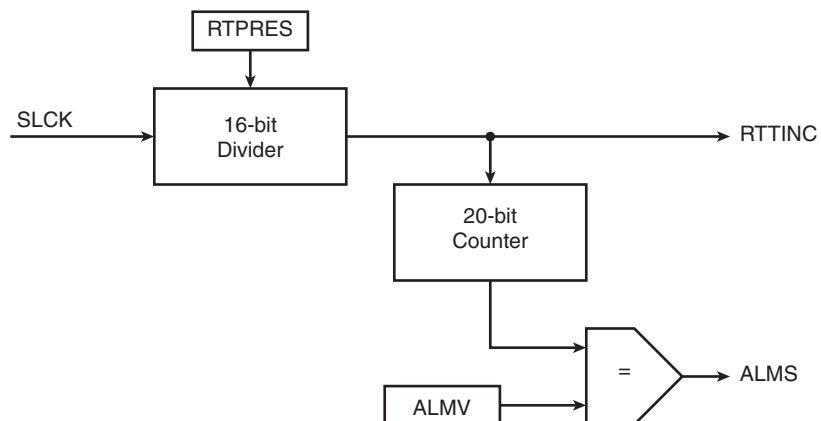 RTPRES
SLCK
16-bit
Divider
RTTINC
20-bit
Counter
=
ALMS
ALMV